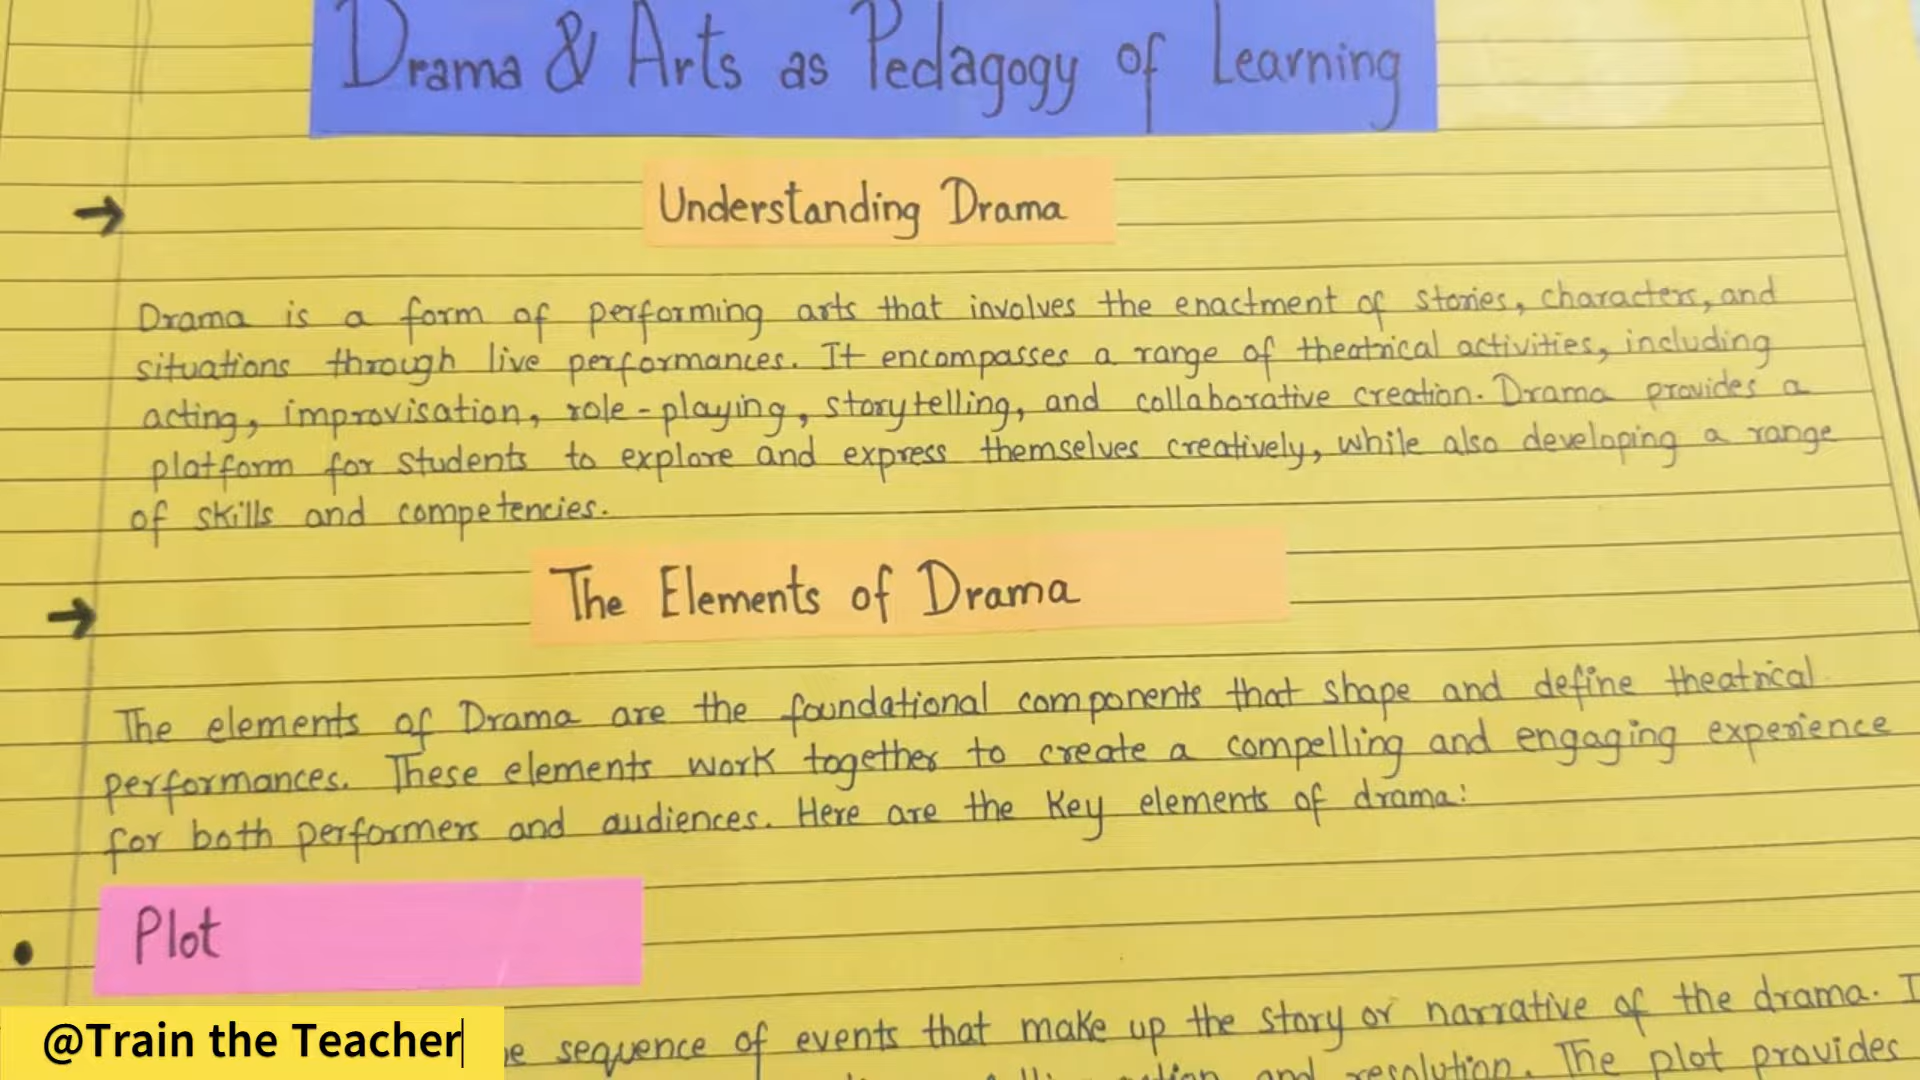 Drama & Arts as Pedagogy of Learning
Understanding Drama
Drama is a form of performing arts that involves the enactment of stories, characters, and
situations through live performances. It encompasses a range of theatrical activities, including
acting, improvisation, role-playing, storytelling, and collaborative creation. Drama provides a
platform for students to explore and express themselves creatively, while also developing a range
of skills and competencies.
The Elements of Drama
The elements of Drama are the foundational components that shape and define theatrical
performances. These elements work together to create a compelling and engaging experience
for both performers and audiences. Here are the key elements of drama:
Plot
sequence of events that make up the story or narrative of the drama.
and resolution. The plot provides
@Train the Teacher